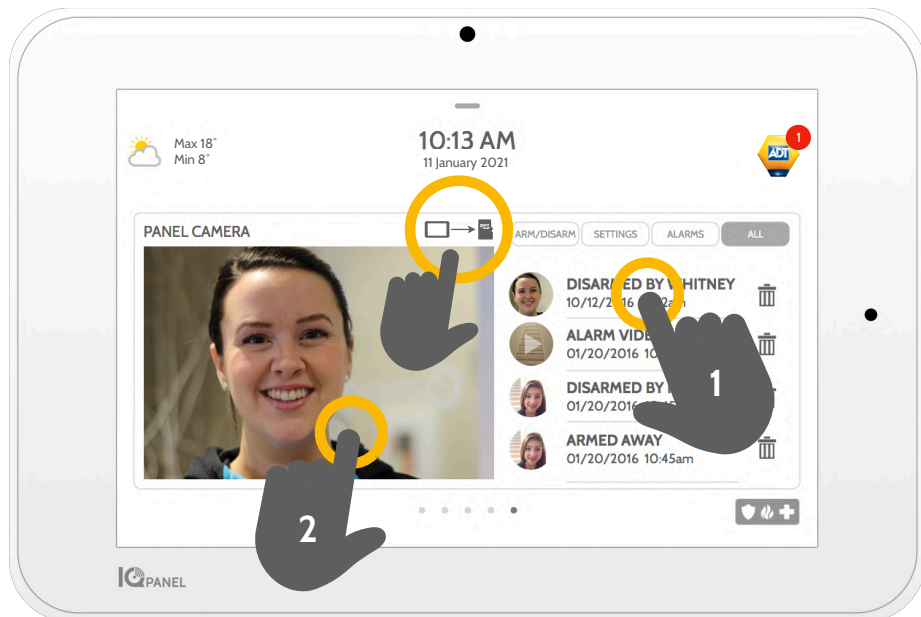 Max 18°
Min 8°
10:13 AM
11 January 2021
ADT
1
PANEL CAMERA
ARM/DISARM
SETTINGS
ALARMS
ALL
DISARMED BY WHITNEY
10/12/2016
ALARM
01/20/2016
DISARMED BY
01/20/2016
ARMED AWAY
01/20/2016 10:45am
1
2
IQ PANEL